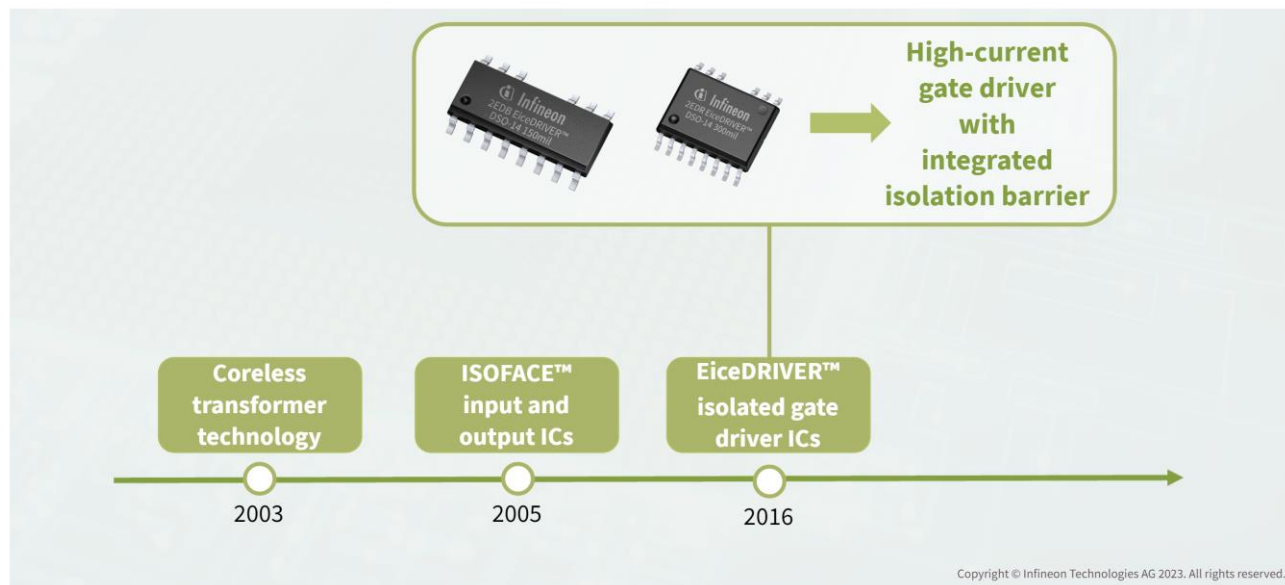 Infineon
2EDB EiceDRIVER™
DSO-14 150mil
Infineon
2EDB EiceDRIVER™
DSO-14 300mil
High-current
gate driver
with
integrated
isolation barrier
Coreless
transformer
technology
ISOFACE™
input and
output ICs
EiceDRIVER™
isolated gate
driver ICs
2003
2005
2016
Copyright © Infineon Technologies AG 2023. All rights reserved.